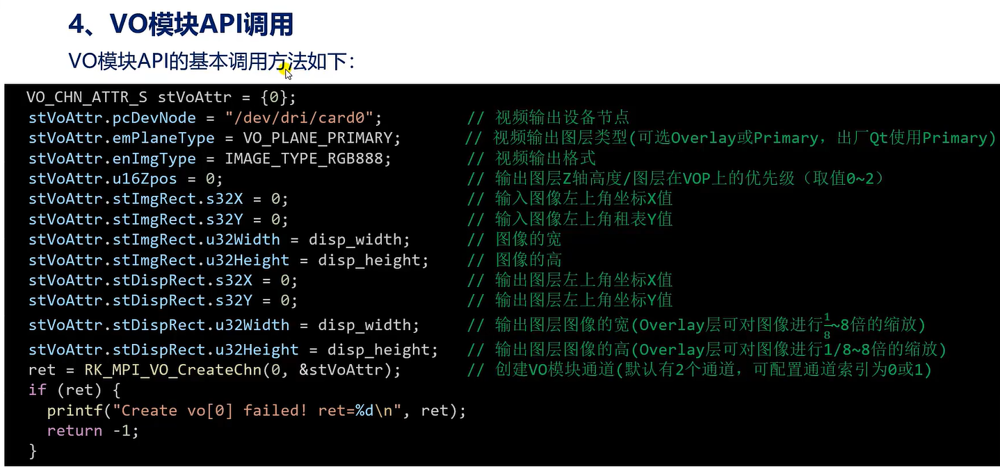 4、VO模块API调用
VO模块API的基本调用方法如下：
VO_CHN_ATTR_S stVoAttr = {0};
stVoAttr.pcDevNode = "/dev/dri/card0"; // 视频输出设备节点
stVoAttr.emPlaneType = VO_PLANE_PRIMARY; // 视频输出图层类型(可选Overlay或Primary，出厂Qt使用Primary)
stVoAttr.enImgType = IMAGE_TYPE_RGB888; // 视频输出格式
stVoAttr.u16Zpos = 0; // 输出图层Z轴高度/图层在VOP上的优先级（取值0~2）
stVoAttr.stImgRect.s32X = 0; // 输入图像左上角坐标X值
stVoAttr.stImgRect.s32Y = 0; // 输入图像左上角租表Y值
stVoAttr.stImgRect.u32Width = disp_width; // 图像的宽
stVoAttr.stImgRect.u32Height = disp_height; // 图像的高
stVoAttr.stDispRect.s32X = 0; // 输出图层左上角坐标X值
stVoAttr.stDispRect.s32Y = 0; // 输出图层左上角坐标Y值
stVoAttr.stDispRect.u32Width = disp_width; // 输出图层图像的宽(Overlay层可对图像进行1/8~8倍的缩放)
stVoAttr.stDispRect.u32Height = disp_height; // 输出图层图像的高(Overlay层可对图像进行1/8~8倍的缩放)
ret = RK_MPI_VO_CreateChn(0, &stVoAttr); // 创建VO模块通道(默认有2个通道，可配置通道索引为0或1)
if (ret) {
printf("Create vo[0] failed! ret=%d\n", ret);
return -1;
}